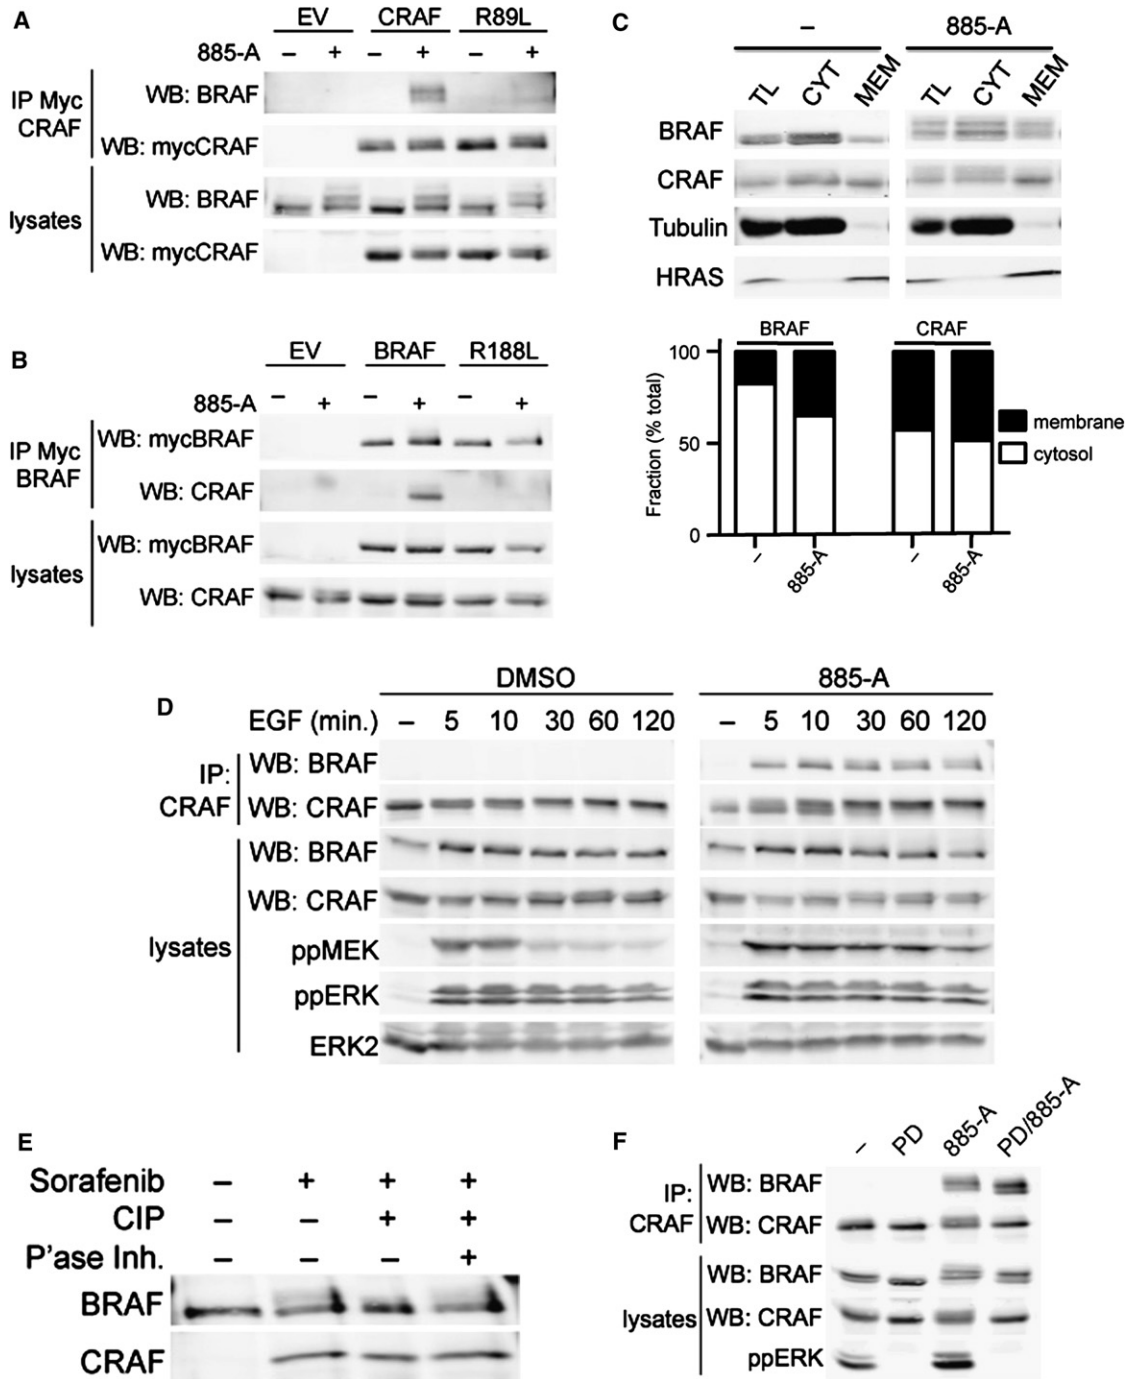 A
EV CRAF R89L
885-A − + − + − +
IP Myc CRAF
WB: BRAF
WB: mycCRAF
lysates
WB: BRAF
WB: mycCRAF
B
EV BRAF R188L
885-A − + − + − +
IP Myc BRAF
WB: mycBRAF
WB: CRAF
lysates
WB: mycBRAF
WB: CRAF
C
− 885-A
TL CYT MEM TL CYT MEM
BRAF
CRAF
Tubulin
HRAS
BRAF CRAF
100
50
0
Fraction (% total)
membrane
cytosol
− 885-A − 885-A
D
DMSO 885-A
EGF (min.) − 5 10 30 60 120 − 5 10 30 60 120
IP: CRAF
WB: BRAF
WB: CRAF
lysates
WB: BRAF
WB: CRAF
ppMEK
ppERK
ERK2
E
Sorafenib − + + +
CIP − − + +
P'ase Inh. − − − +
BRAF
CRAF
F
− PD 885-A PD/885-A
IP: CRAF
WB: BRAF
WB: CRAF
lysates
WB: BRAF
WB: CRAF
ppERK